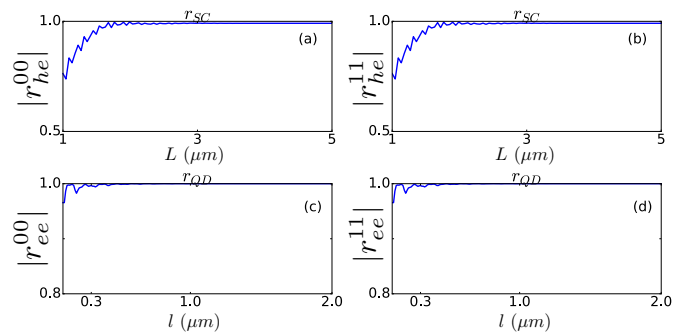 r_SC r_SC
1.0 (a) 1.0 (b)
|r_he^00| |r_he^11|
0.5 0.5
1 3 5 1 3 5
L (μm) L (μm)
r_QD r_QD
1.0 (c) 1.0 (d)
|r_ee^00| |r_ee^11|
0.8 0.8
0.3 1.0 2.0 0.3 1.0 2.0
l (μm) l (μm)